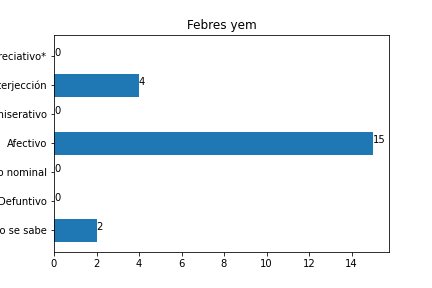 Febres yem
reciativo* 0
terjección 4
niserativo 0
Afectivo 15
o nominal 0
Defuntivo 0
o se sabe 2
0 2 4 6 8 10 12 14